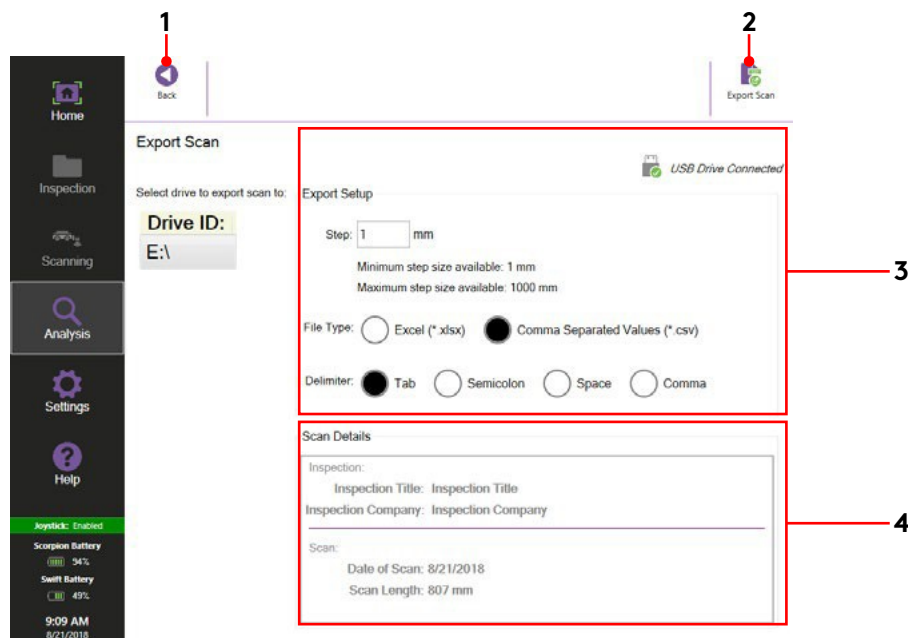 1
2
Back
Export Scan
Home
Export Scan
USB Drive Connected
Inspection
Select drive to export scan to:
Export Setup
Drive ID:
E:\
Step: 1 mm
Minimum step size available: 1 mm
Maximum step size available: 1000 mm
Scanning
3
Analysis
File Type: Excel (*.xlsx) Comma Separated Values (*.csv)
Delimiter: Tab Semicolon Space Comma
Settings
Scan Details
Help
Inspection:
Inspection Title: Inspection Title
Inspection Company: Inspection Company
4
Joystick: Enabled
Scorpion Battery
94%
Swift Battery
49%
Scan:
Date of Scan: 8/21/2018
Scan Length: 807 mm
9:09 AM
8/21/2018